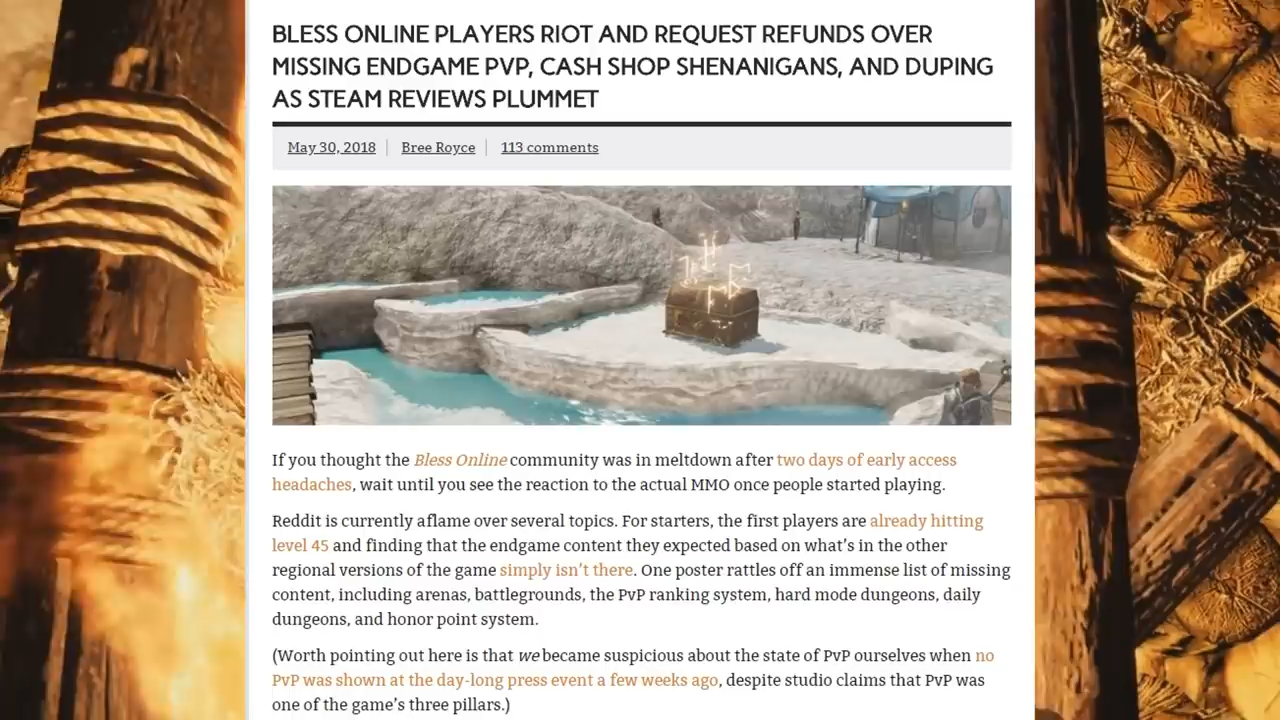 BLESS ONLINE PLAYERS RIOT AND REQUEST REFUNDS OVER
MISSING ENDGAME PVP, CASH SHOP SHENANIGANS, AND DUPING
AS STEAM REVIEWS PLUMMET
May 30, 2018 Bree Royce 113 comments
If you thought the Bless Online community was in meltdown after two days of early access
headaches, wait until you see the reaction to the actual MMO once people started playing.
Reddit is currently aflame over several topics. For starters, the first players are already hitting
level 45 and finding that the endgame content they expected based on what’s in the other
regional versions of the game simply isn’t there. One poster rattles off an immense list of missing
content, including arenas, battlegrounds, the PvP ranking system, hard mode dungeons, daily
dungeons, and honor point system.
(Worth pointing out here is that we became suspicious about the state of PvP ourselves when no
PvP was shown at the day-long press event a few weeks ago, despite studio claims that PvP was
one of the game’s three pillars.)